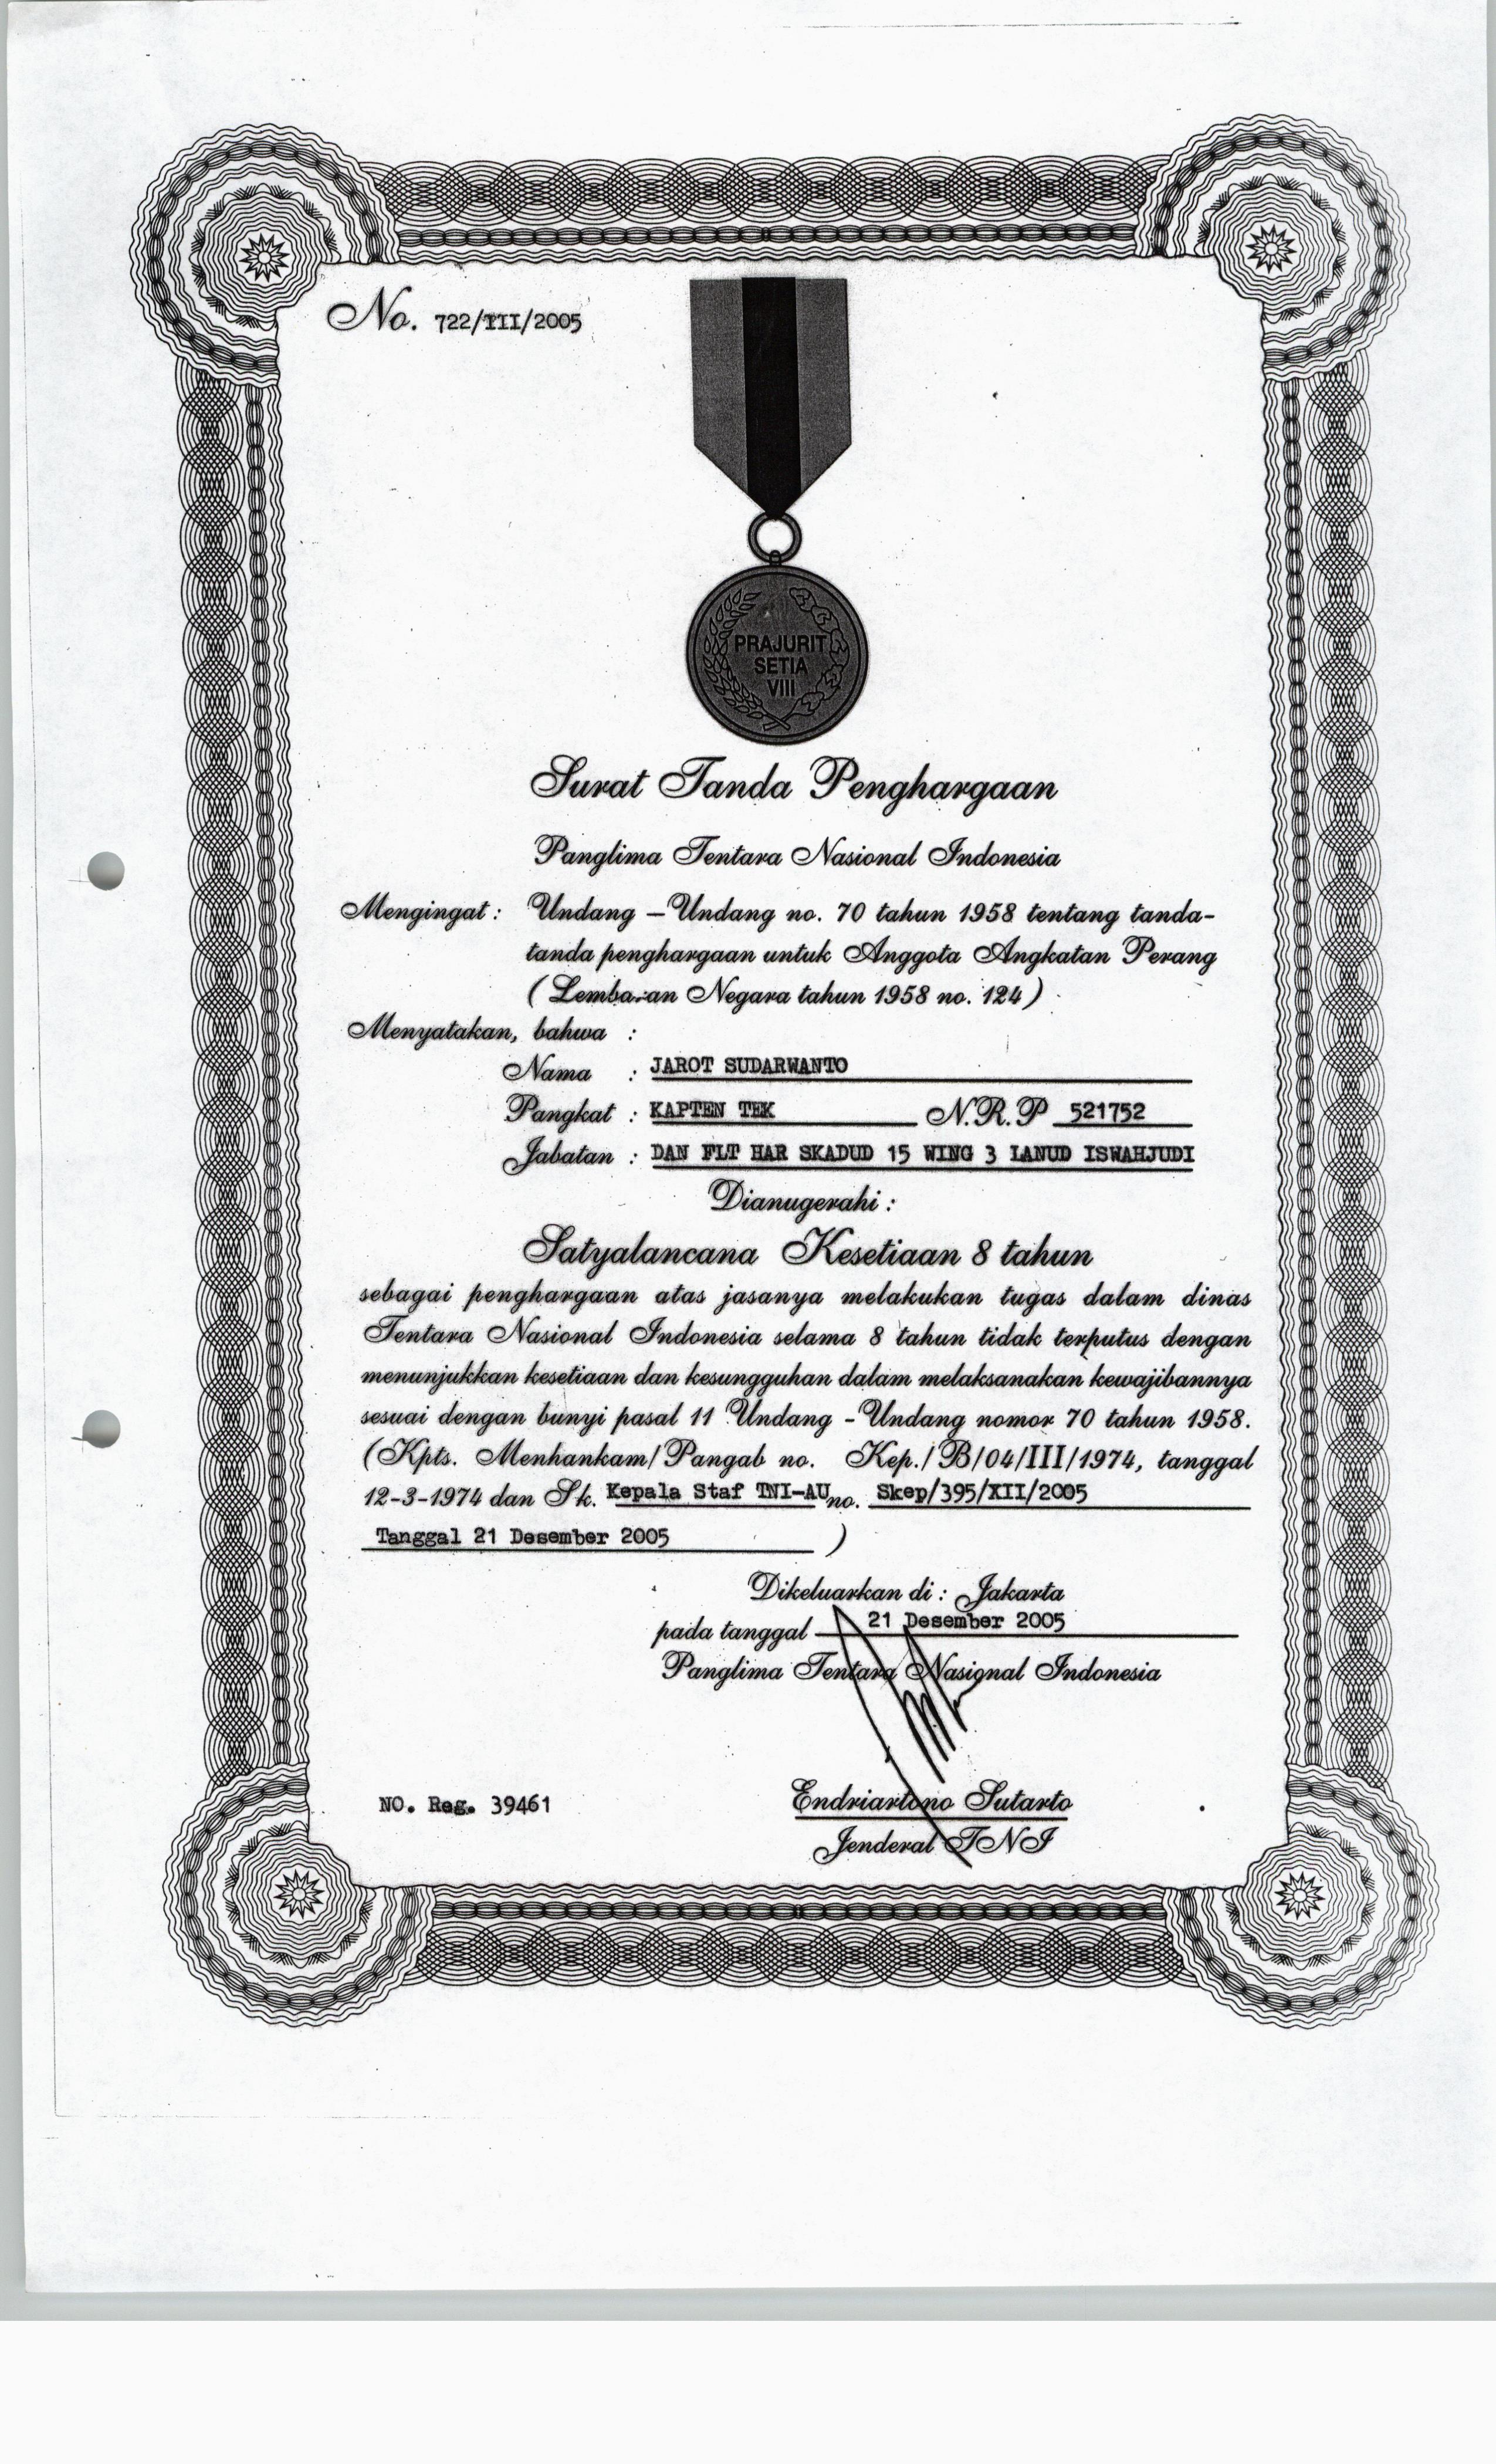 No. 722/III/2005
PRAJURIT
SETIA
VIII
Surat Tanda Penghargaan
Panglima Tentara Nasional Indonesia
Mengingat : Undang – Undang no. 70 tahun 1958 tentang tanda-
tanda penghargaan untuk Anggota Angkatan Perang
( Lembaran Negara tahun 1958 no. 124 )
Menyatakan, bahwa :
Nama : JAROT SUDARWANTO
Pangkat : KAPTEN TEK N.R.P 521752
Jabatan : DAN FLT HAR SKADUD 15 WING 3 LANUD ISWAHJUDI
Dianugerahi :
Satyalancana Kesetiaan 8 tahun
sebagai penghargaan atas jasanya melakukan tugas dalam dinas
Tentara Nasional Indonesia selama 8 tahun tidak terputus dengan
menunjukkan kesetiaan dan kesungguhan dalam melaksanakan kewajibannya
sesuai dengan bunyi pasal 11 Undang - Undang nomor 70 tahun 1958.
(Kpts. Menhankam/Pangab no. Kep./B/04/III/1974, tanggal
12-3-1974 dan Sk. Kepala Staf TNI-AU no. Skep/395/XII/2005
Tanggal 21 Desember 2005 )
Dikeluarkan di : Jakarta
pada tanggal 21 Desember 2005
Panglima Tentara Nasional Indonesia
NO. Reg. 39461
Endriartono Sutarto
Jenderal TNI